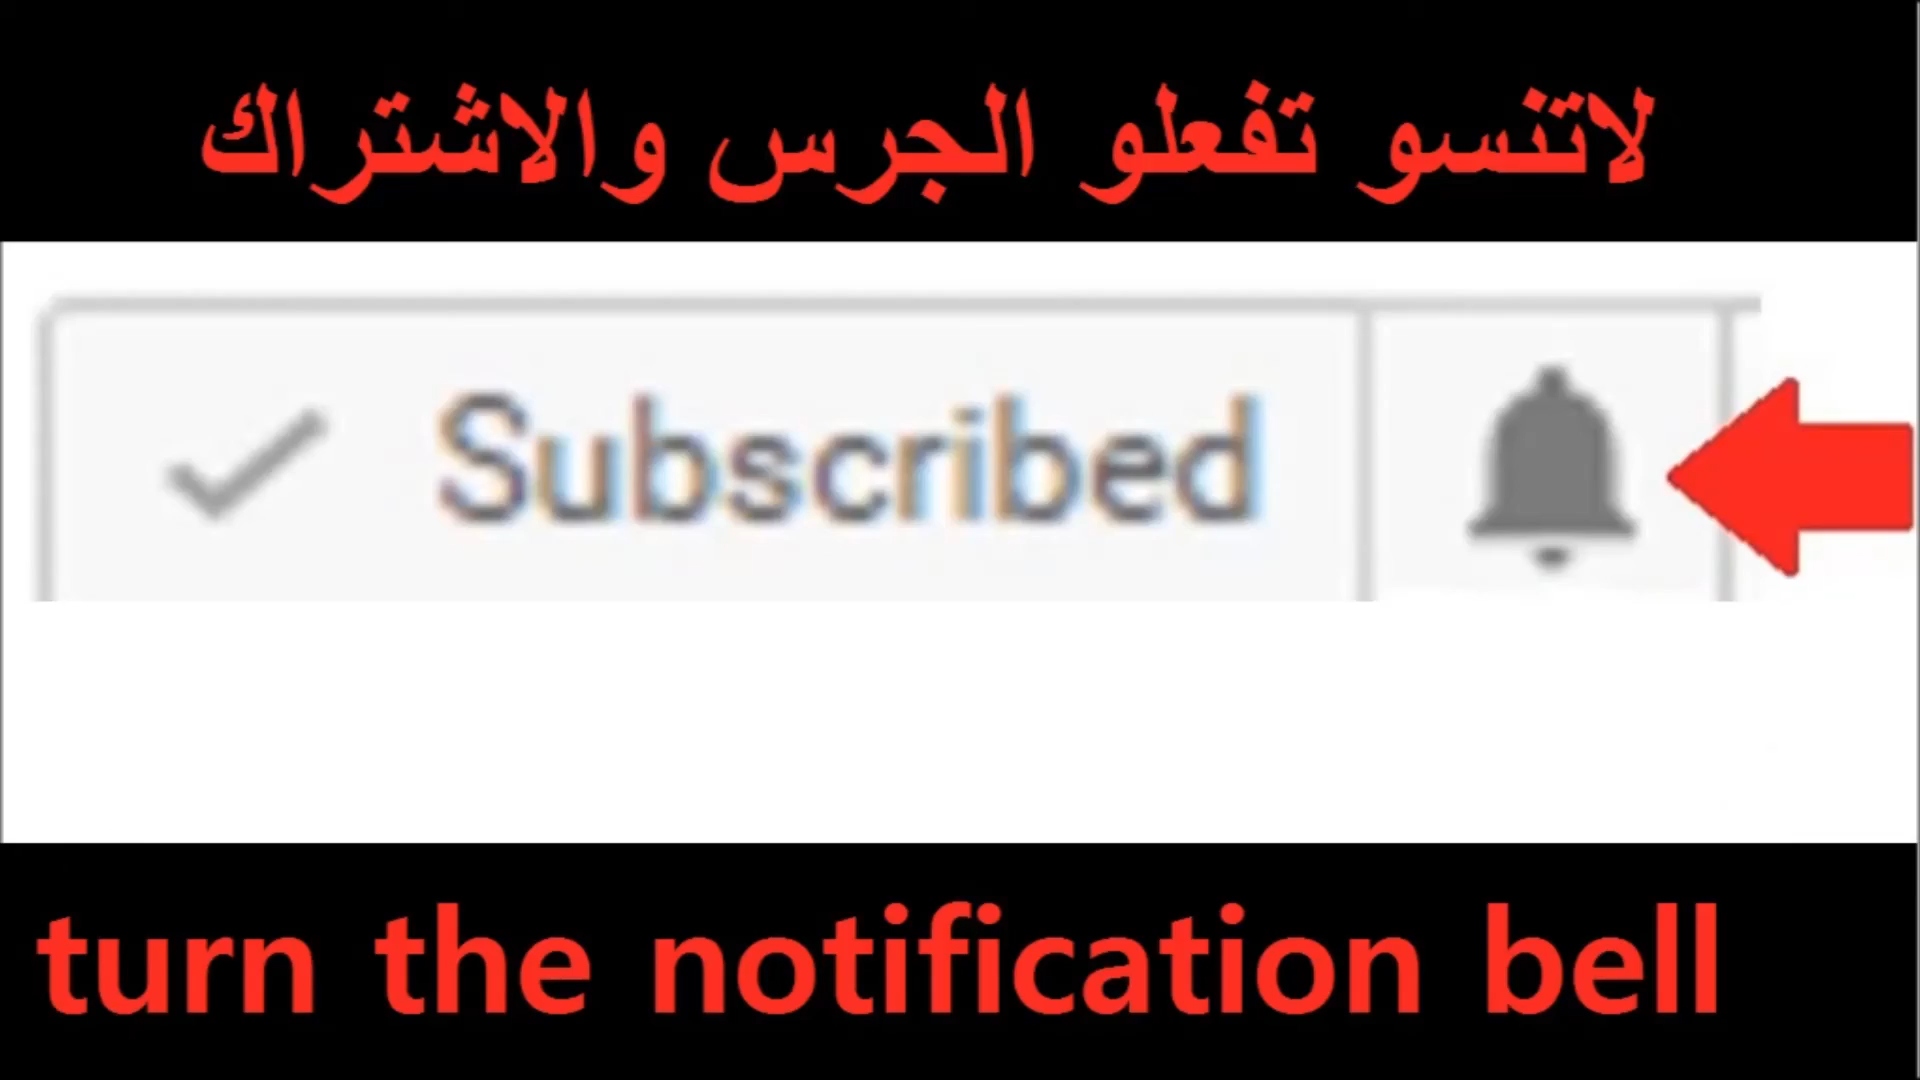 لاتنسو تفعلو الجرس والاشتراك
Subscribed
turn the notification bell